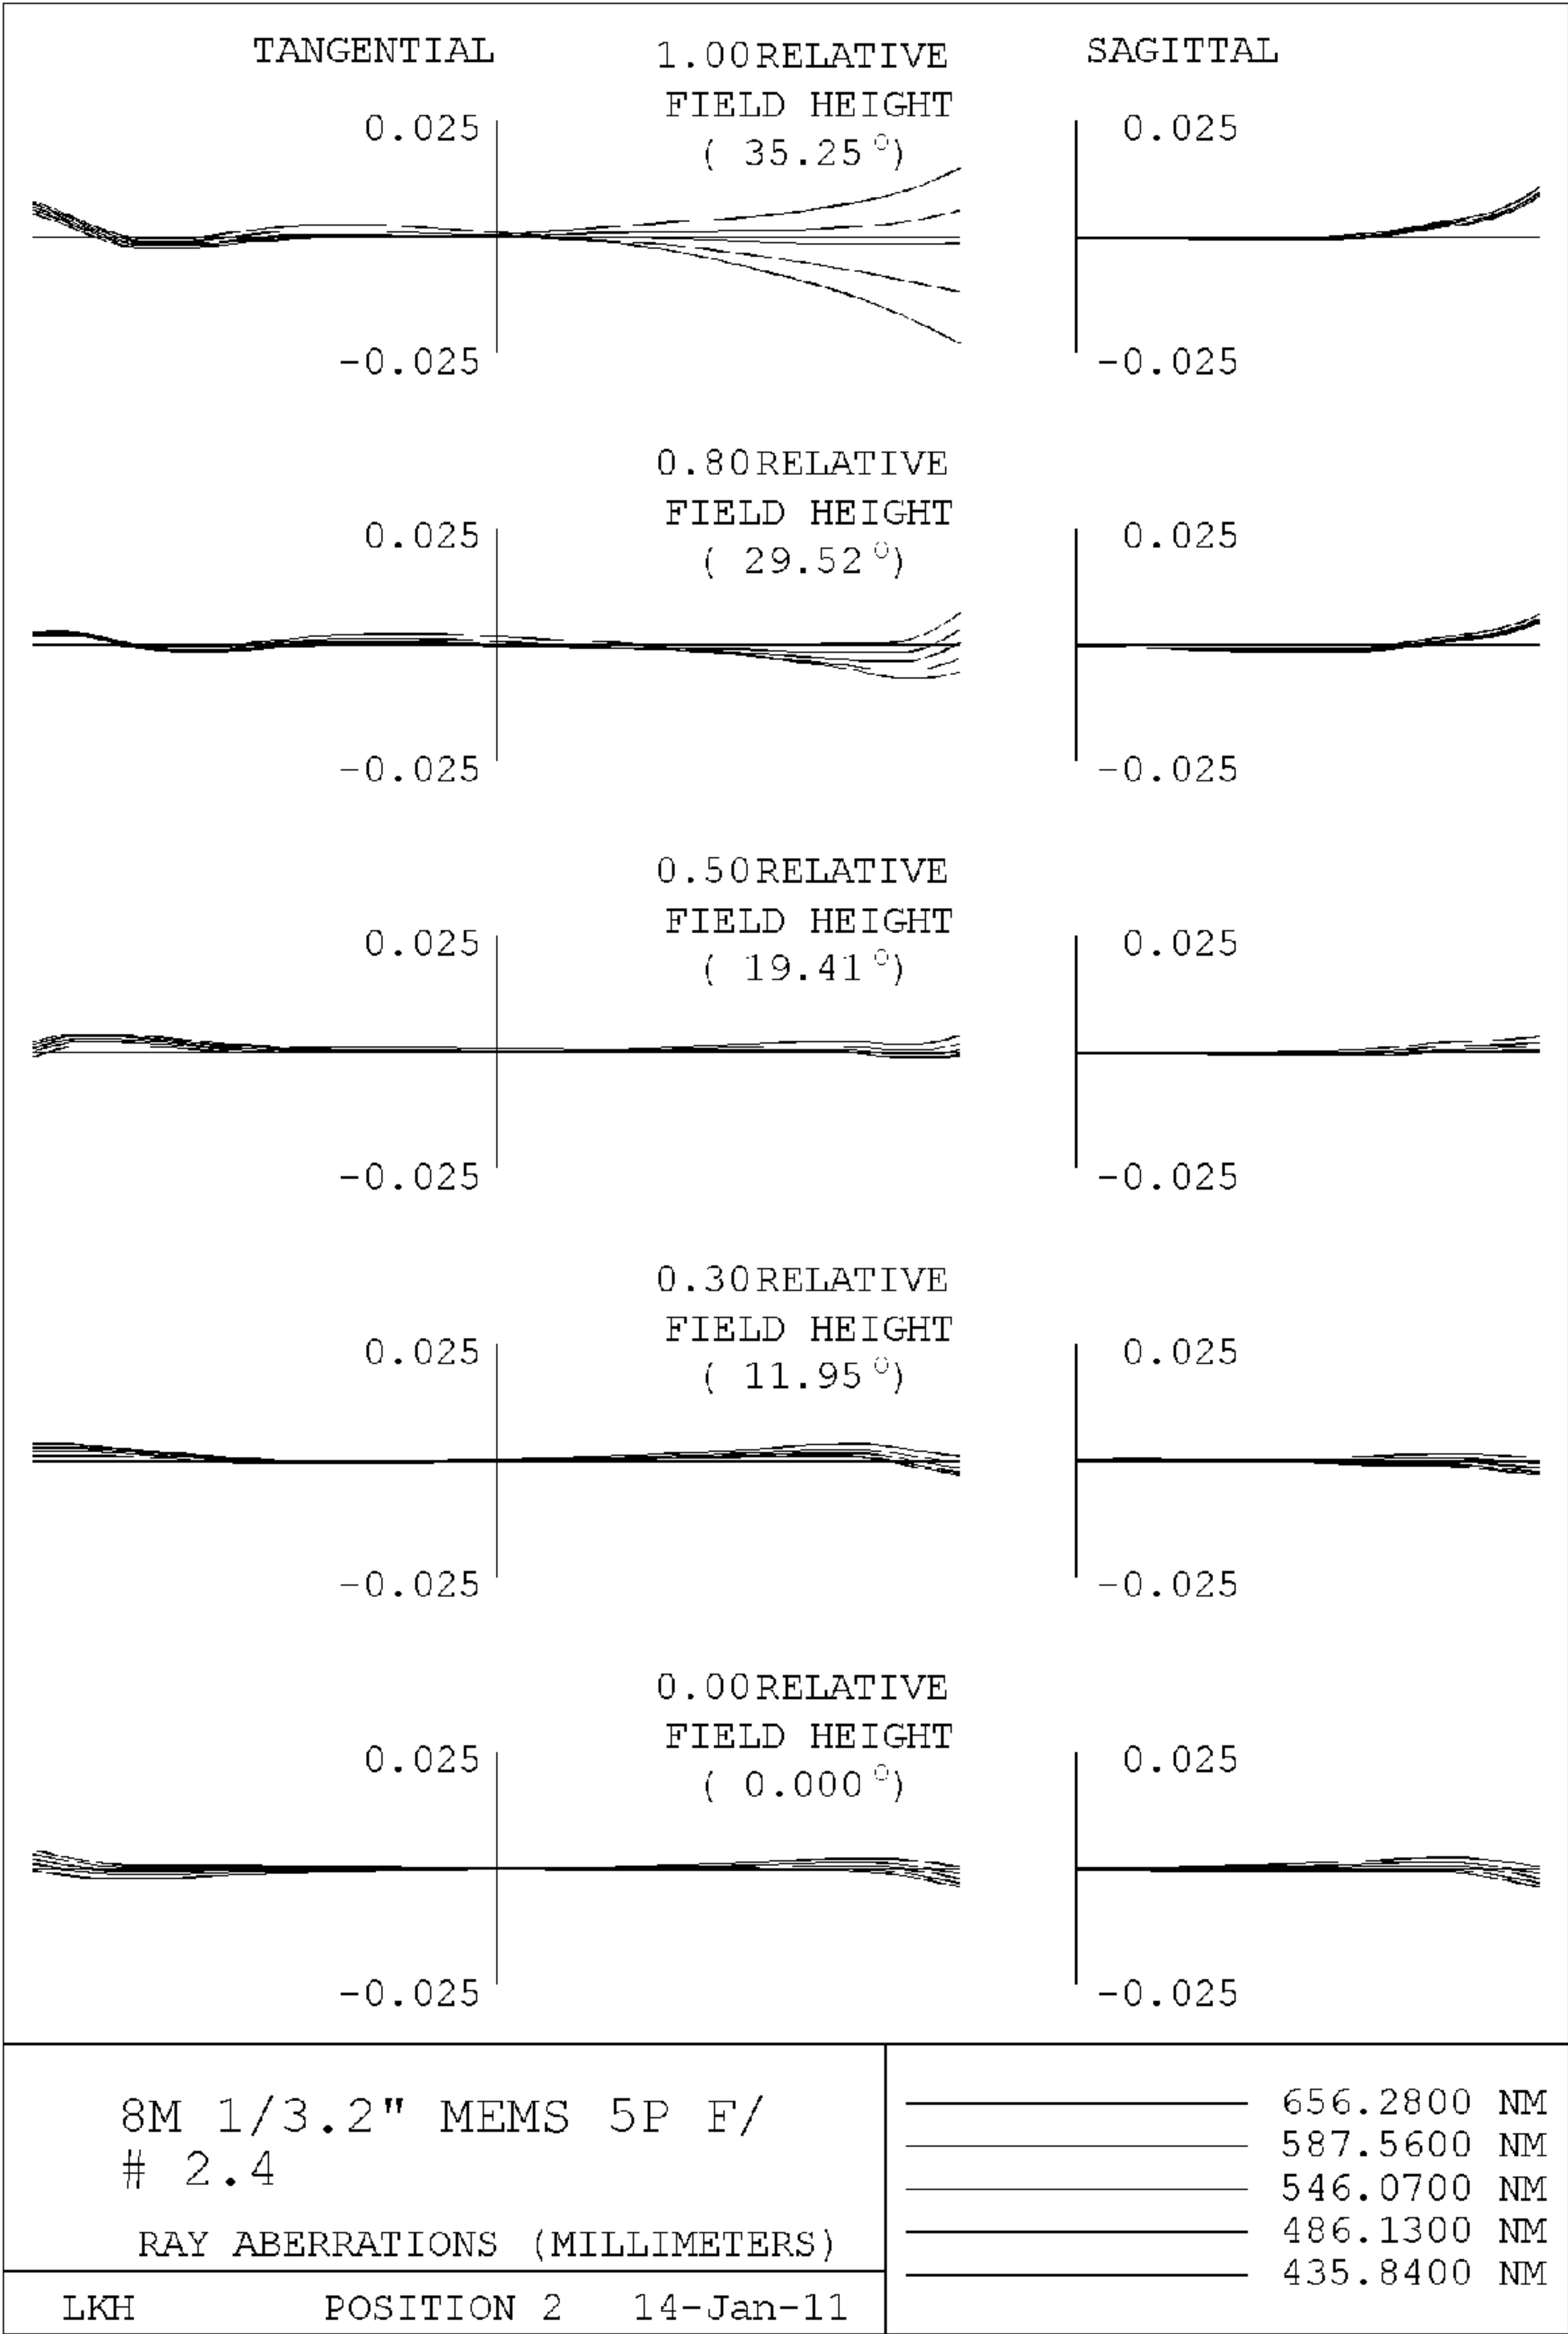 TANGENTIAL 1.00RELATIVE SAGITTAL
FIELD HEIGHT
0.025 ( 35.25°) 0.025
-0.025 -0.025
0.80RELATIVE
FIELD HEIGHT
0.025 ( 29.52°) 0.025
-0.025 -0.025
0.50RELATIVE
FIELD HEIGHT
0.025 ( 19.41°) 0.025
-0.025 -0.025
0.30RELATIVE
FIELD HEIGHT
0.025 ( 11.95°) 0.025
-0.025 -0.025
0.00RELATIVE
FIELD HEIGHT
0.025 ( 0.000°) 0.025
-0.025 -0.025
8M 1/3.2" MEMS 5P F/
# 2.4
RAY ABERRATIONS (MILLIMETERS)
LKH POSITION 2 14-Jan-11
656.2800 NM
587.5600 NM
546.0700 NM
486.1300 NM
435.8400 NM